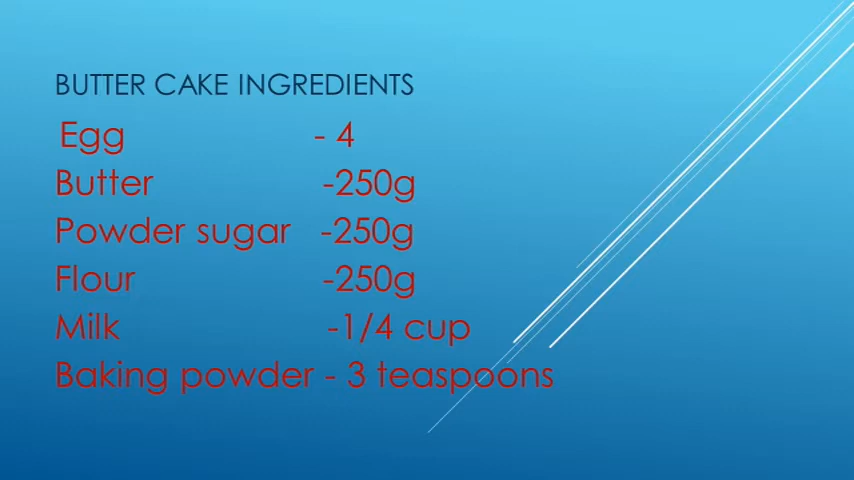 BUTTER CAKE INGREDIENTS
Egg - 4
Butter -250g
Powder sugar -250g
Flour -250g
Milk -1/4 cup
Baking powder - 3 teaspoons